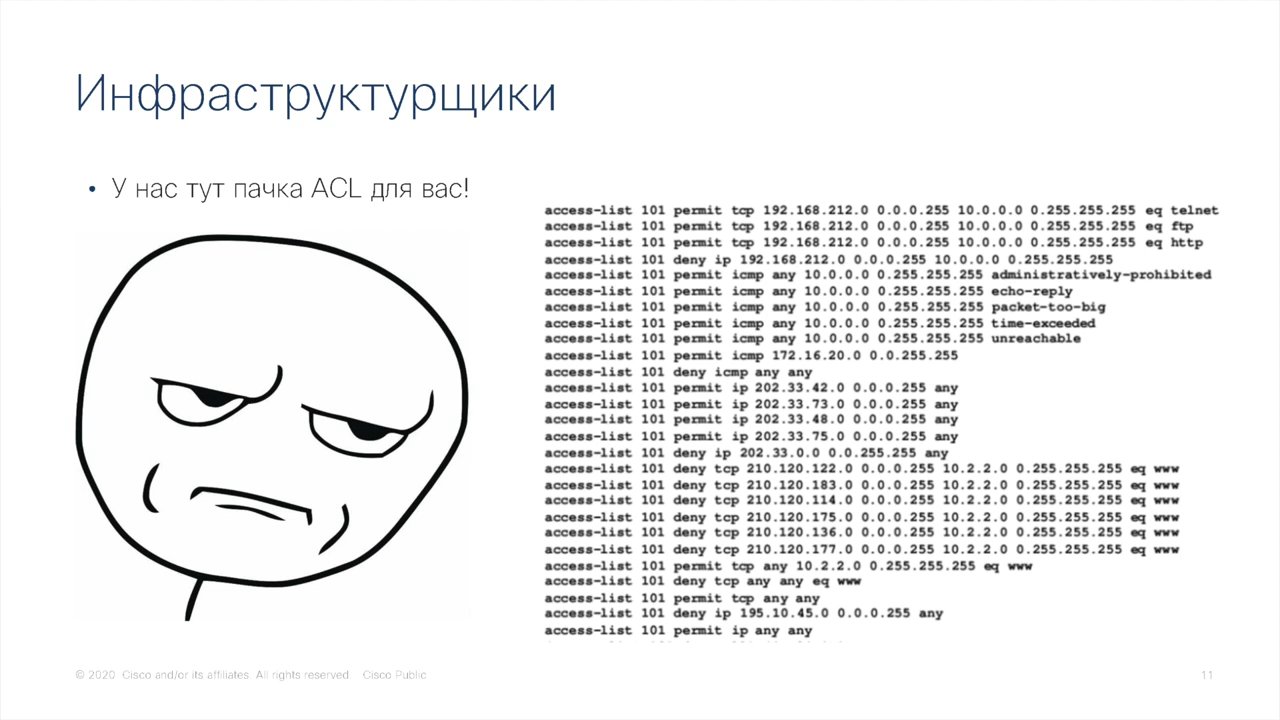 Инфраструктурщики
• У нас тут пачка ACL для вас!
access-list 101 permit tcp 192.168.212.0 0.0.0.255 10.0.0.0 0.255.255.255 eq telnet
access-list 101 permit tcp 192.168.212.0 0.0.0.255 10.0.0.0 0.255.255.255 eq ftp
access-list 101 permit tcp 192.168.212.0 0.0.0.255 10.0.0.0 0.255.255.255 eq http
access-list 101 deny ip 192.168.212.0 0.0.0.255 10.0.0.0 0.255.255.255
access-list 101 permit icmp any 10.0.0.0 0.255.255.255 administratively-prohibited
access-list 101 permit icmp any 10.0.0.0 0.255.255.255 echo-reply
access-list 101 permit icmp any 10.0.0.0 0.255.255.255 packet-too-big
access-list 101 permit icmp any 10.0.0.0 0.255.255.255 time-exceeded
access-list 101 permit icmp any 10.0.0.0 0.255.255.255 unreachable
access-list 101 permit icmp 172.16.20.0 0.0.255.255
access-list 101 deny icmp any any
access-list 101 permit ip 202.33.42.0 0.0.0.255 any
access-list 101 permit ip 202.33.73.0 0.0.0.255 any
access-list 101 permit ip 202.33.48.0 0.0.0.255 any
access-list 101 permit ip 202.33.75.0 0.0.0.255 any
access-list 101 deny ip 202.33.0.0 0.0.255.255 any
access-list 101 deny tcp 210.120.122.0 0.0.0.255 10.2.2.0 0.255.255.255 eq www
access-list 101 deny tcp 210.120.183.0 0.0.0.255 10.2.2.0 0.255.255.255 eq www
access-list 101 deny tcp 210.120.114.0 0.0.0.255 10.2.2.0 0.255.255.255 eq www
access-list 101 deny tcp 210.120.175.0 0.0.0.255 10.2.2.0 0.255.255.255 eq www
access-list 101 deny tcp 210.120.136.0 0.0.0.255 10.2.2.0 0.255.255.255 eq www
access-list 101 deny tcp 210.120.177.0 0.0.0.255 10.2.2.0 0.255.255.255 eq www
access-list 101 permit tcp any 10.2.2.0 0.255.255.255 eq www
access-list 101 deny tcp any any eq www
access-list 101 permit tcp any any
access-list 101 deny ip 195.10.45.0 0.0.0.255 any
access-list 101 permit ip any any
© 2020 Cisco and/or its affiliates. All rights reserved. Cisco Public
11